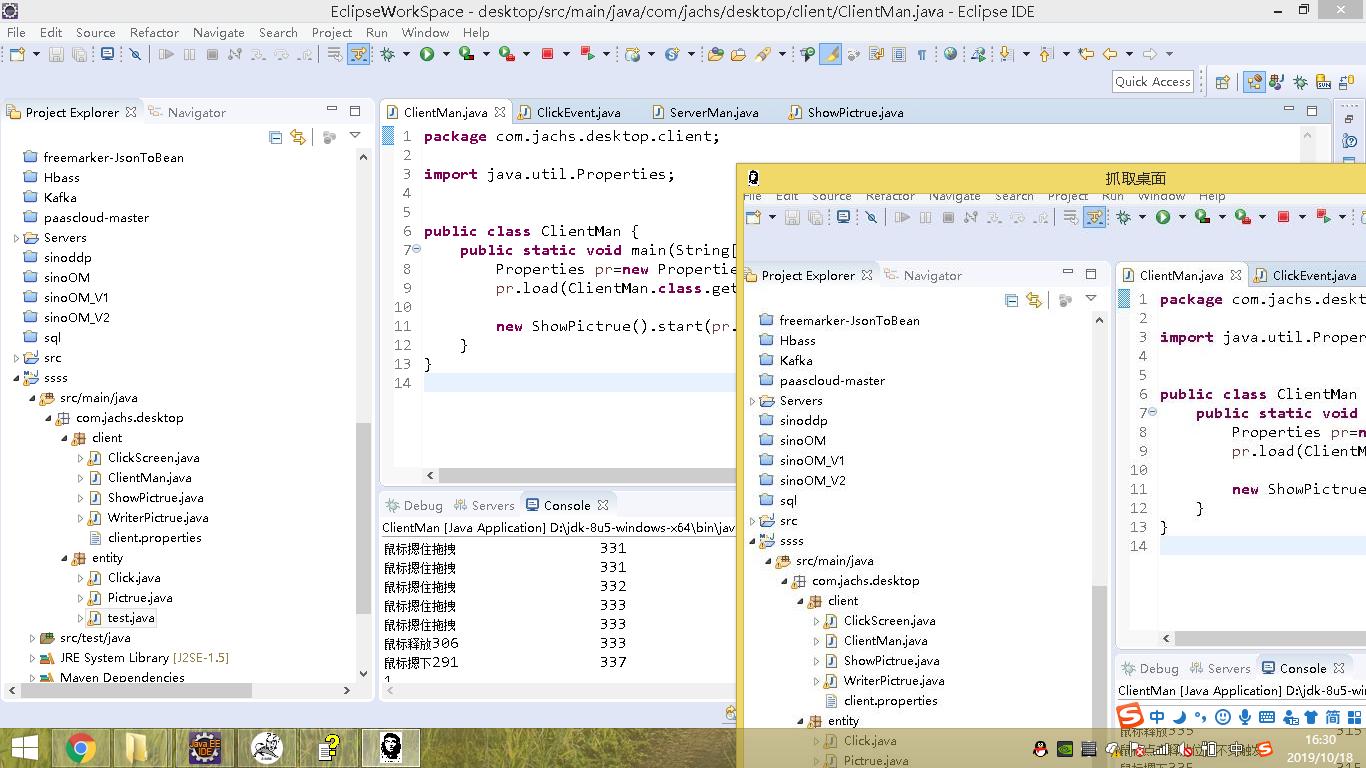 EclipseWorkSpace - desktop/src/main/java/com/jachs/desktop/client/ClientMan.java - Eclipse IDE
File Edit Source Refactor Navigate Search Project Run Window Help
Quick Access
Project Explorer Navigator
freemarker-JsonToBean
Hbass
Kafka
paascloud-master
Servers
sinoddp
sinoOM
sinoOM_V1
sinoOM_V2
sql
src
ssss
src/main/java
com.jachs.desktop
client
ClickScreen.java
ClientMan.java
ShowPictrue.java
WriterPictrue.java
client.properties
entity
Click.java
Pictrue.java
test.java
src/test/java
JRE System Library [J2SE-1.5]
Maven Dependencies
ClientMan.java ClickEvent.java ServerMan.java ShowPictrue.java
1 package com.jachs.desktop.client;
2
3 import java.util.Properties;
4
5
6 public class ClientMan {
7 public static void main(String[
8 Properties pr=new Propertie
9 pr.load(ClientMan.class.get
10
11 new ShowPictrue().start(pr.
12 }
13 }
14
Debug Servers Console
ClientMan [Java Application] D:\jdk-8u5-windows-x64\bin\jav
鼠标摁住拖拽 331
鼠标摁住拖拽 331
鼠标摁住拖拽 332
鼠标摁住拖拽 333
鼠标摁住拖拽 333
鼠标释放306 333
鼠标摁下291 337
1
抓取桌面
File Edit Source Refactor Navigate Search Project Run Window Help
Project Explorer Navigator
freemarker-JsonToBean
Hbass
Kafka
paascloud-master
Servers
sinoddp
sinoOM
sinoOM_V1
sinoOM_V2
sql
src
ssss
src/main/java
com.jachs.desktop
client
ClickScreen.java
ClientMan.java
ShowPictrue.java
WriterPictrue.java
client.properties
entity
Click.java
Pictrue.java
ClientMan.java ClickEvent.java
1 package com.jachs.deskt
2
3 import java.util.Proper
4
5
6 public class ClientMan
7 public static void
8 Properties pr=n
9 pr.load(ClientM
10
11 new ShowPictrue
12 }
13 }
14
Debug Servers Console
ClientMan [Java Application] D:\jdk-8u5-w
中 简
鼠标释放335 315
Java EE IDE
中
16:30
2019/10/18